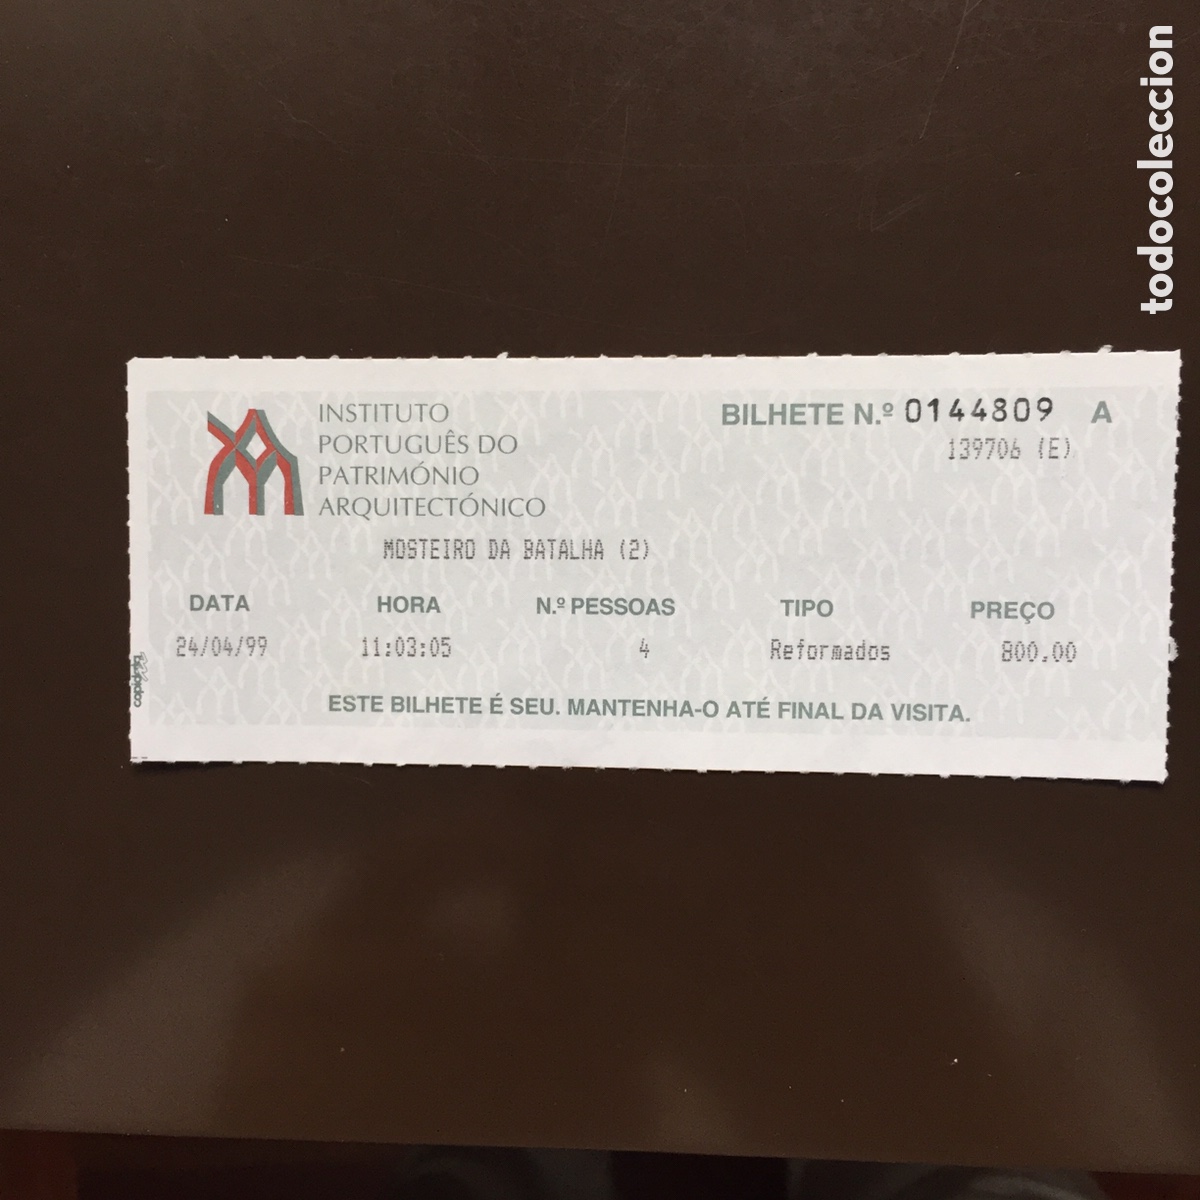 todocoleccion
INSTITUTO
PORTUGUÊS DO
PATRIMÓNIO
ARQUITECTÓNICO
BILHETE N.º 0144809 A
139706 (E)
MOSTEIRO DA BATALHA (2)
DATA HORA N.º PESSOAS TIPO PREÇO
24/04/99 11:03:05 4 Reformados 800.00
ESTE BILHETE É SEU. MANTENHA-O ATÉ FINAL DA VISITA.